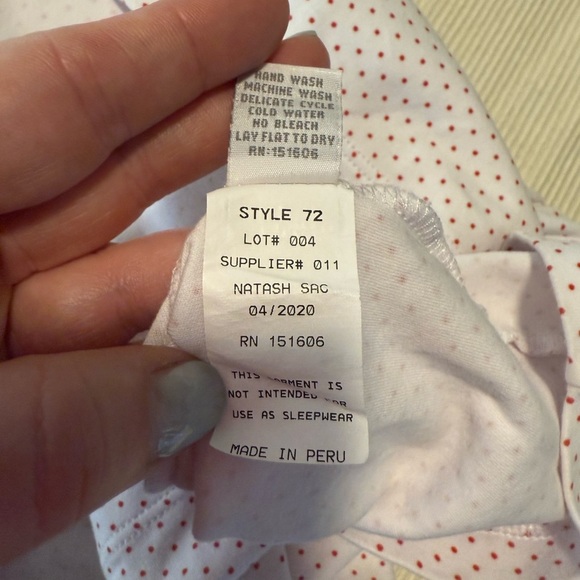 HAND WASH
MACHINE WASH
DELICATE CYCLE
COLD WATER
NO BLEACH
LAY FLAT TO DRY
RN:151606
STYLE 72
LOT# 004
SUPPLIER# 011
NATASH SAC
04/2020
RN 151606
THIS GARMENT IS
NOT INTENDED FOR
USE AS SLEEPWEAR
MADE IN PERU